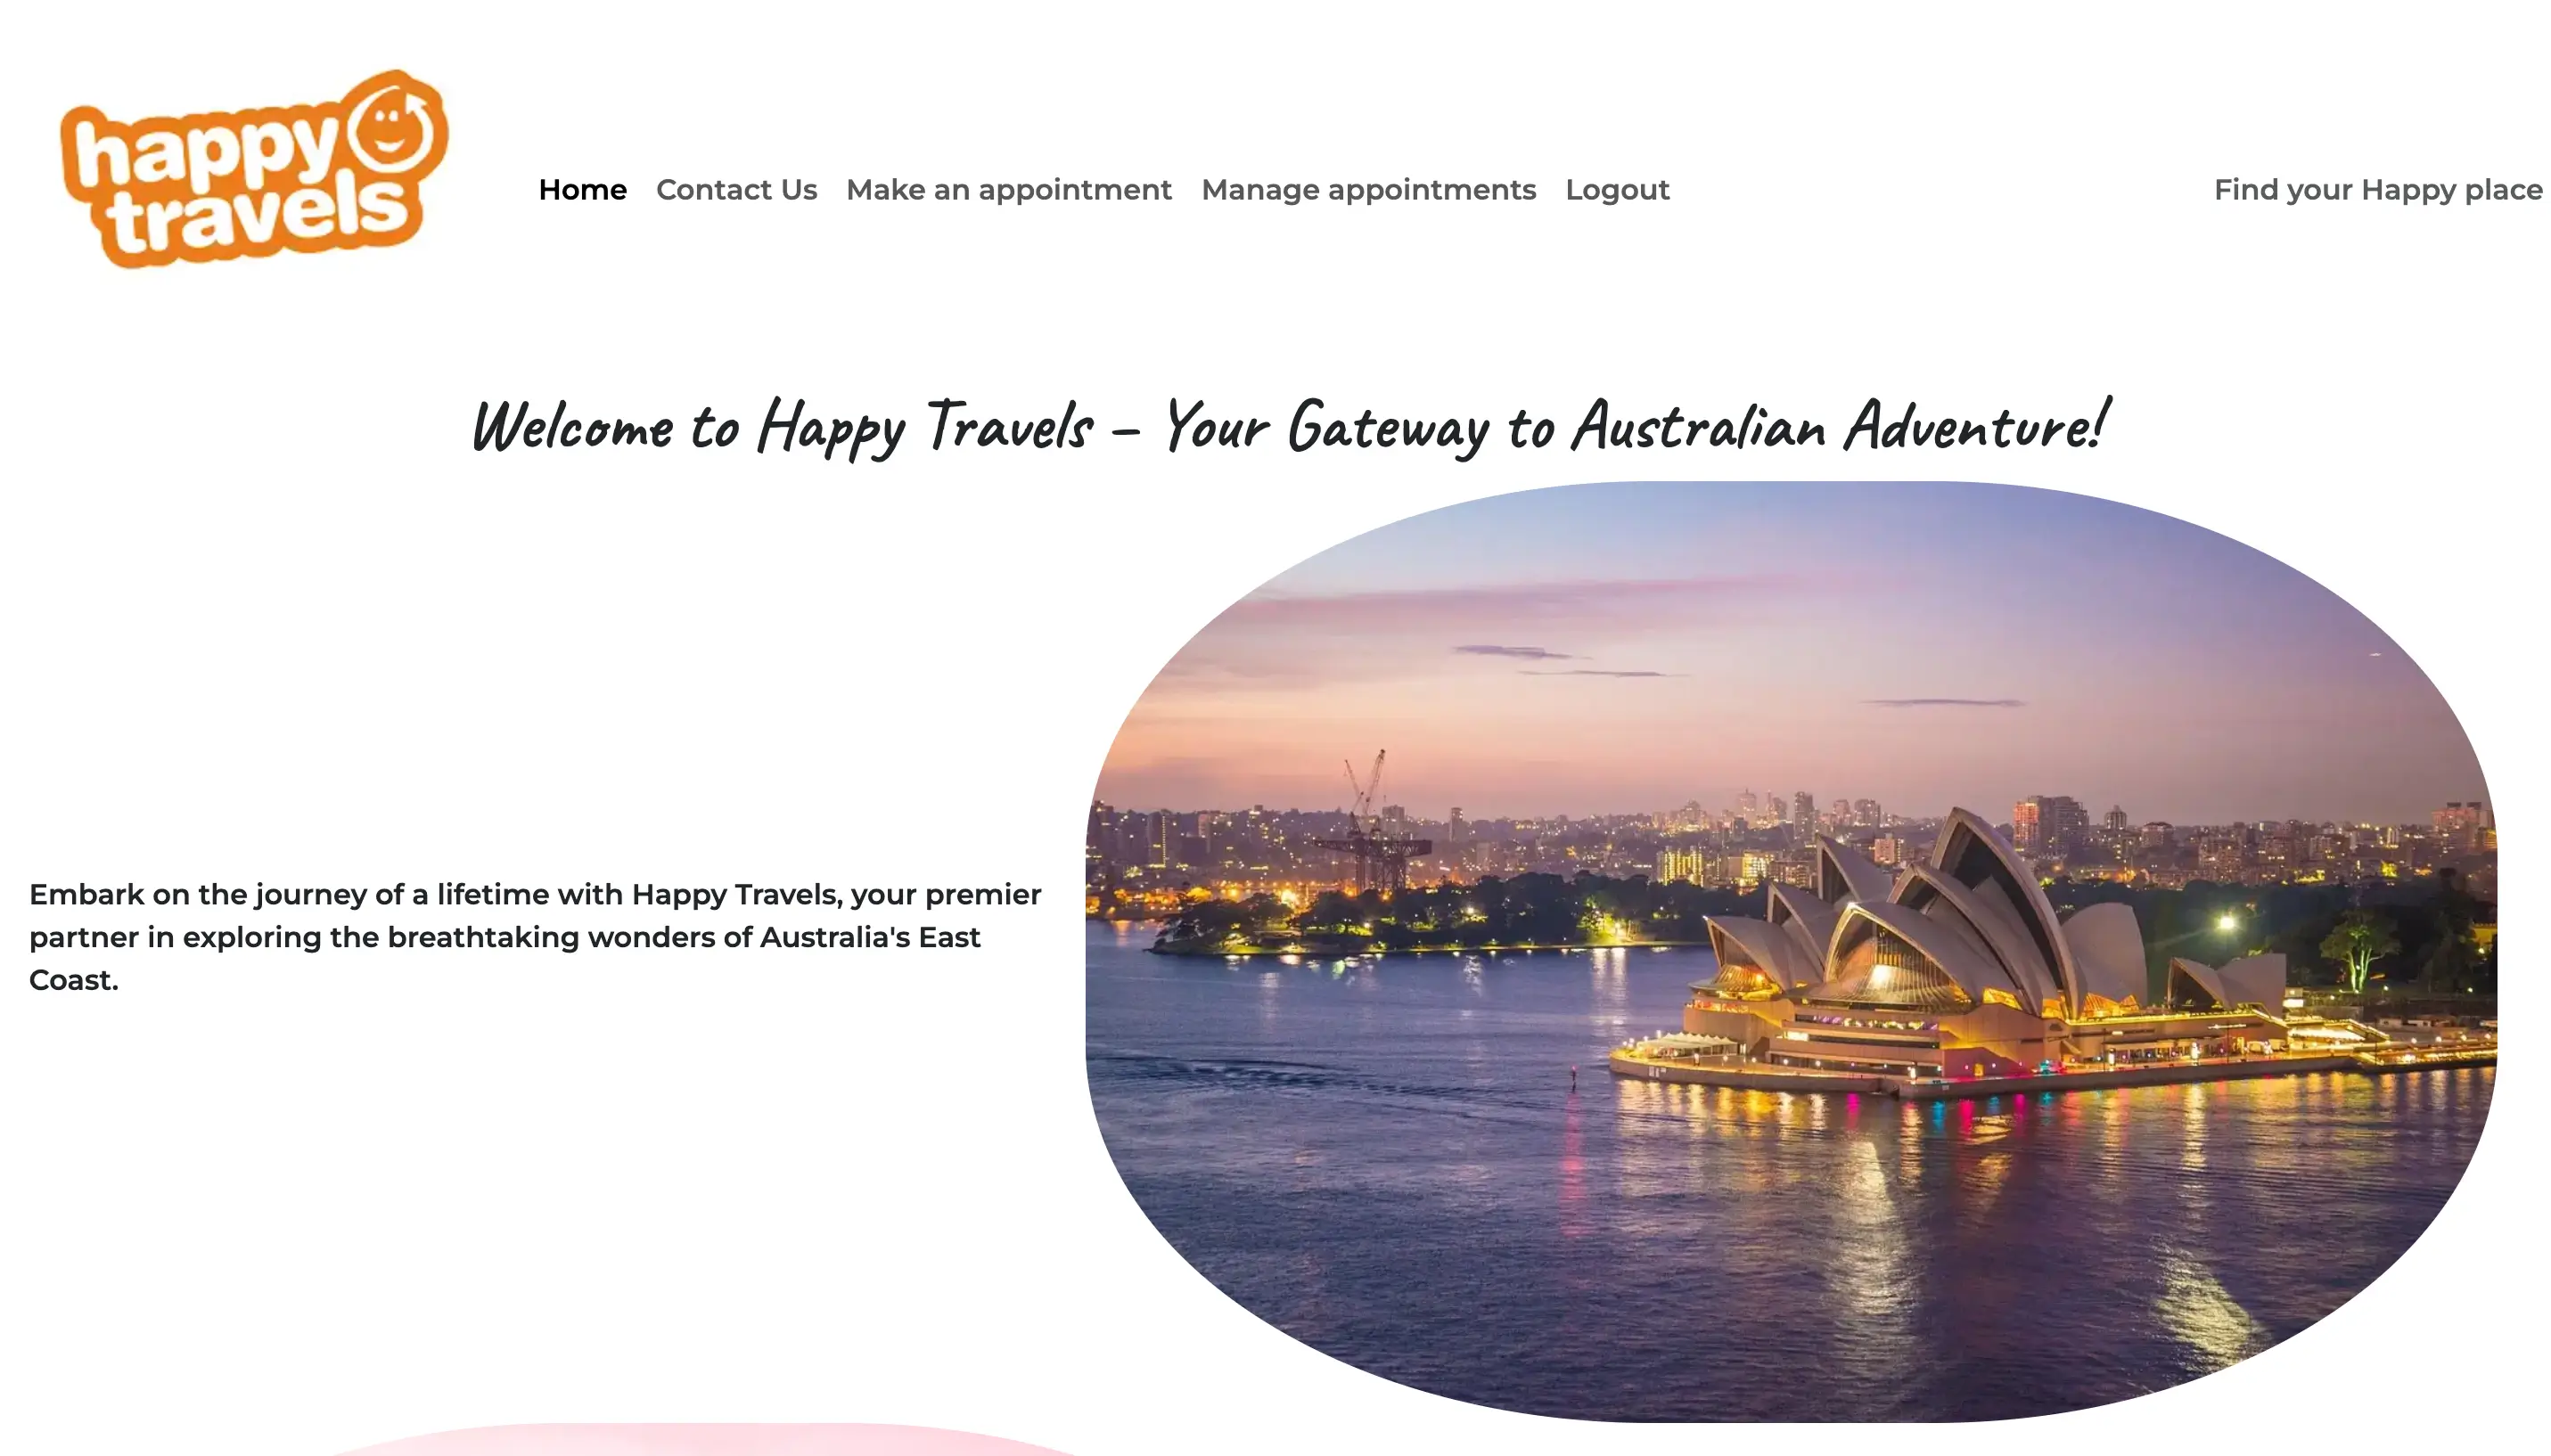 happy
travels
Home Contact Us Make an appointment Manage appointments Logout Find your Happy place
Welcome to Happy Travels – Your Gateway to Australian Adventure!
Embark on the journey of a lifetime with Happy Travels, your premier
partner in exploring the breathtaking wonders of Australia's East
Coast.